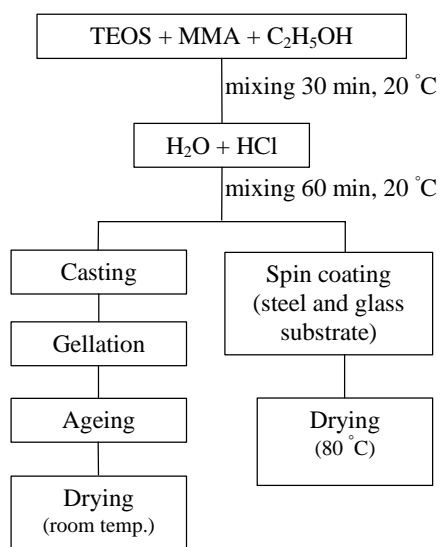 TEOS + MMA + C₂H₅OH
mixing 30 min, 20 °C
H₂O + HCl
mixing 60 min, 20 °C
Casting
Gellation
Ageing
Drying
(room temp.)
Spin coating
(steel and glass
substrate)
Drying
(80 °C)